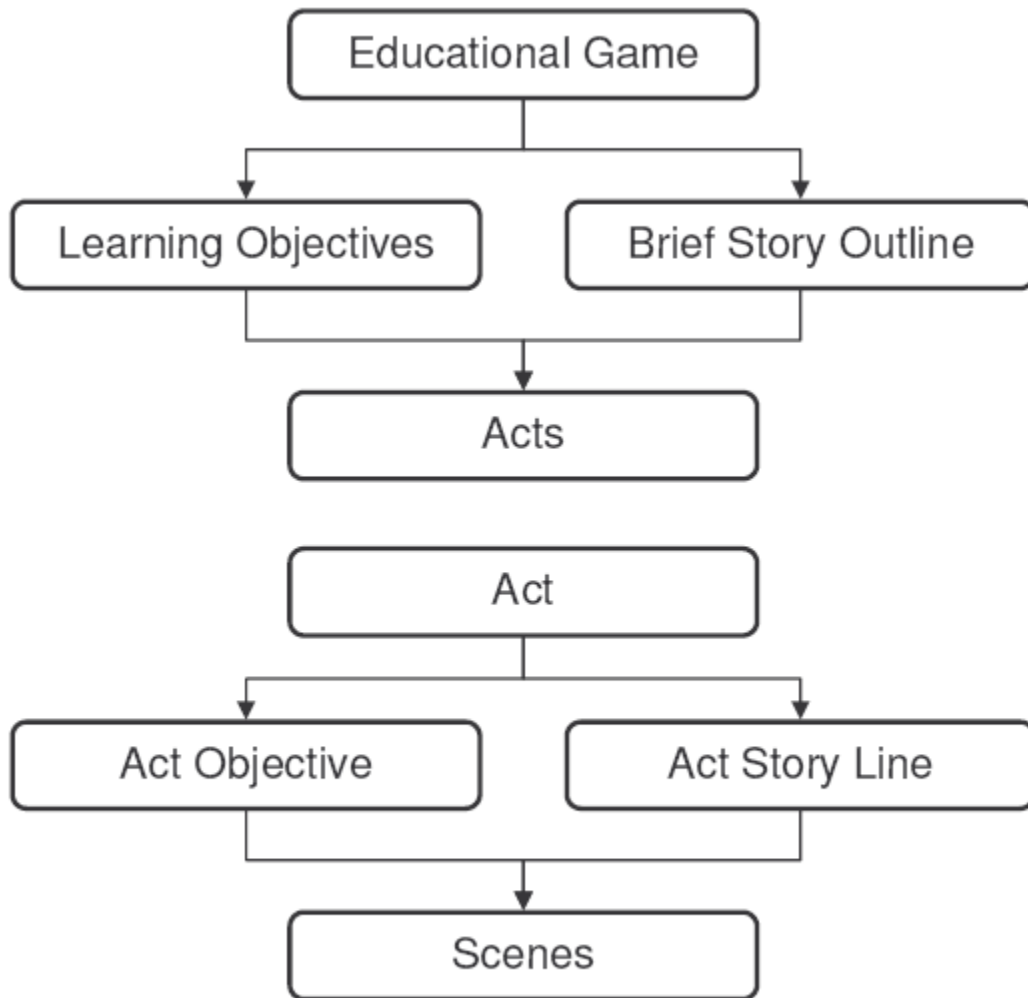 Educational Game
Learning Objectives
Brief Story Outline
Acts
Act
Act Objective
Act Story Line
Scenes